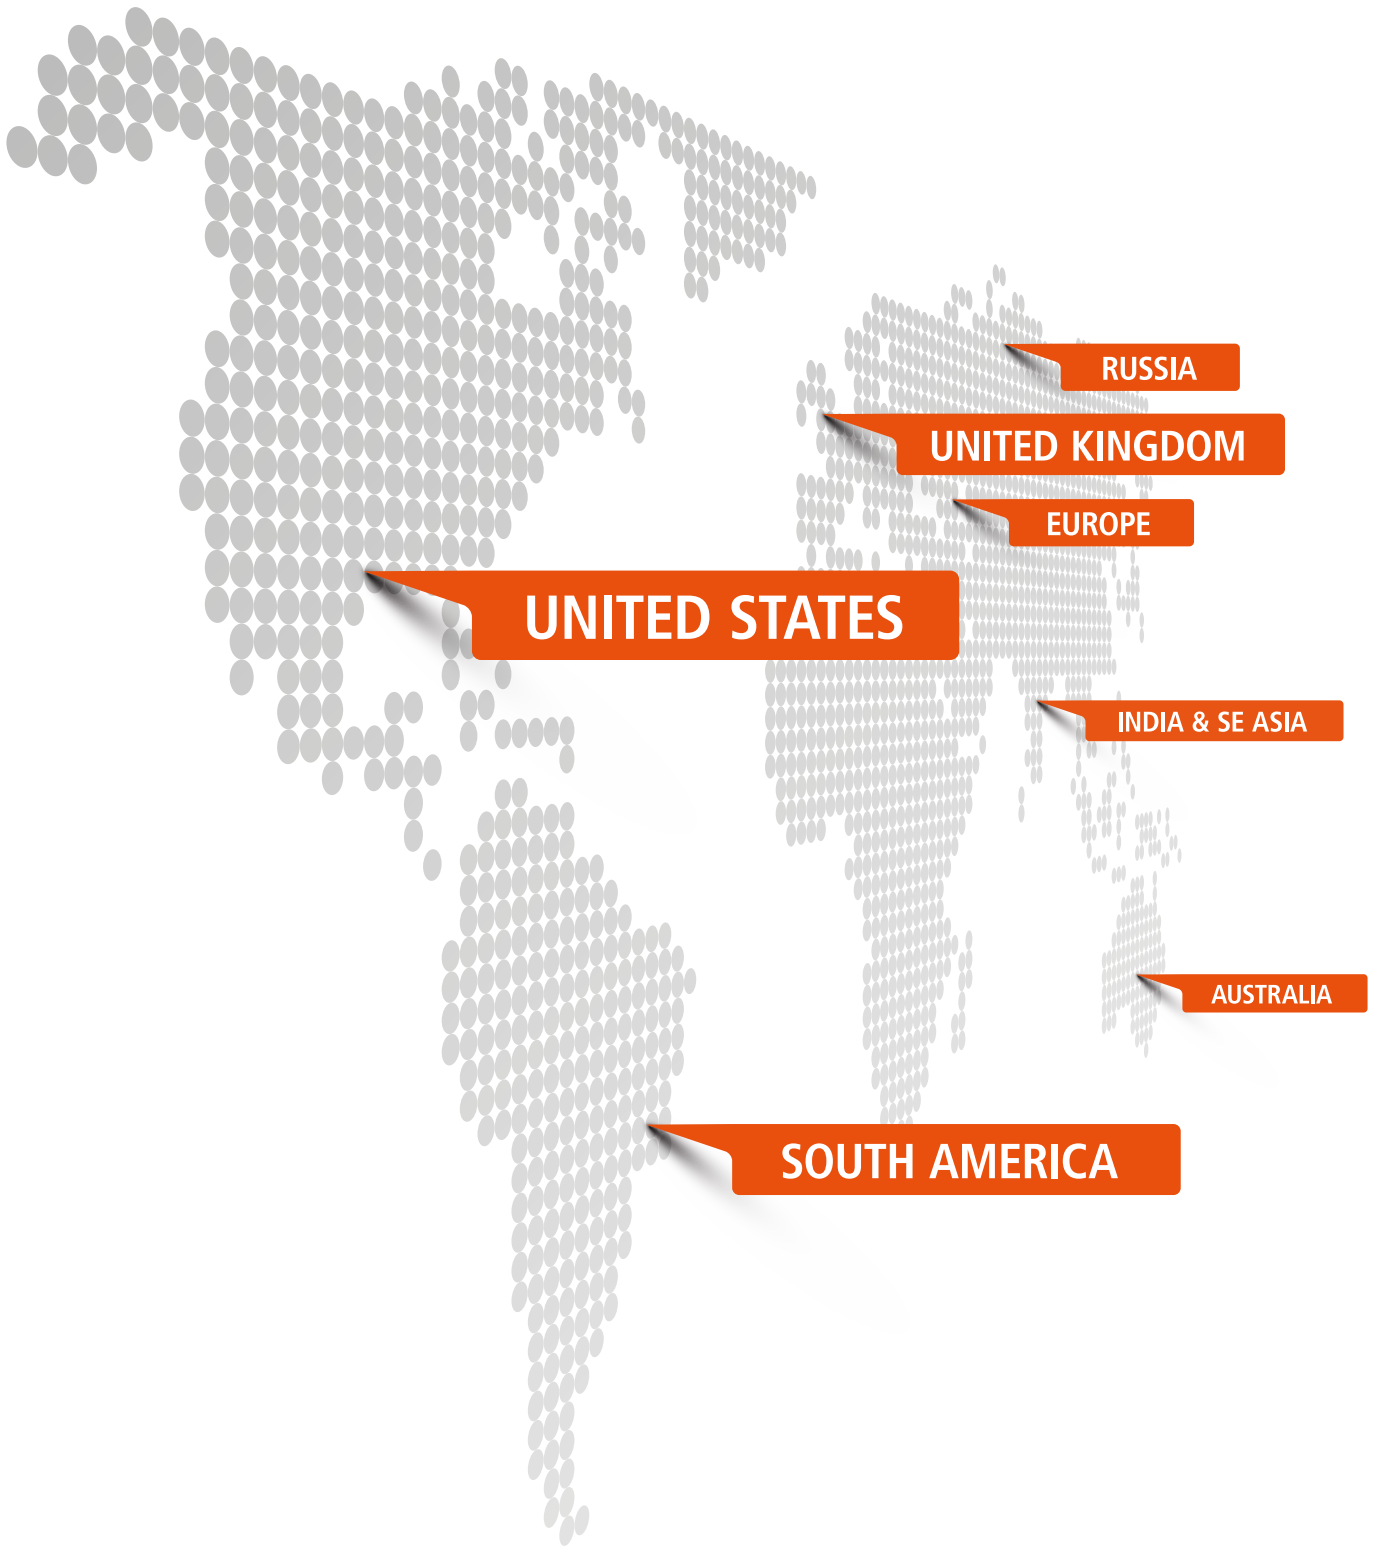 RUSSIA
UNITED KINGDOM
EUROPE
UNITED STATES
INDIA & SE ASIA
AUSTRALIA
SOUTH AMERICA